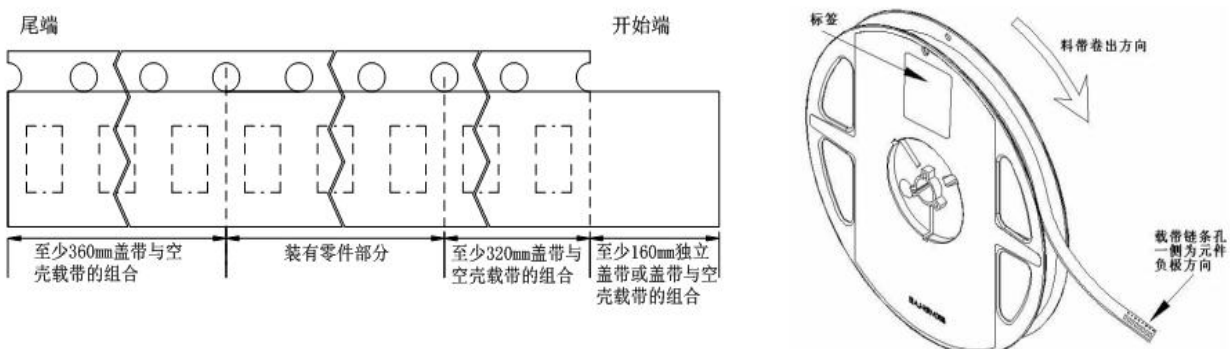 尾端
开始端
至少360mm盖带与空
壳载带的组合
装有零件部分
至少320mm盖带与
空壳载带的组合
至少160mm独立
盖带或盖带与空
壳载带的组合
标签
料带卷出方向
载带链条孔
一侧为元件
负极方向